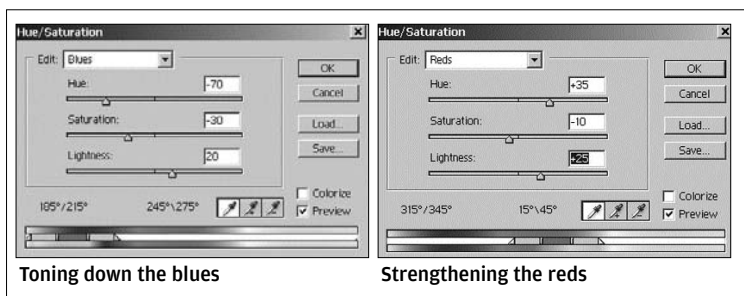 Hue/Saturation
Edit: Blues
OK
Hue: -70
Cancel
Saturation: -30
Load...
Lightness: 20
Save...
Colorize
185°/215° 245°\275°
Preview
Toning down the blues
Hue/Saturation
Edit: Reds
OK
Hue: +35
Cancel
Saturation: -10
Load...
Lightness: +25
Save...
Colorize
315°/345° 15°\45°
Preview
Strengthening the reds